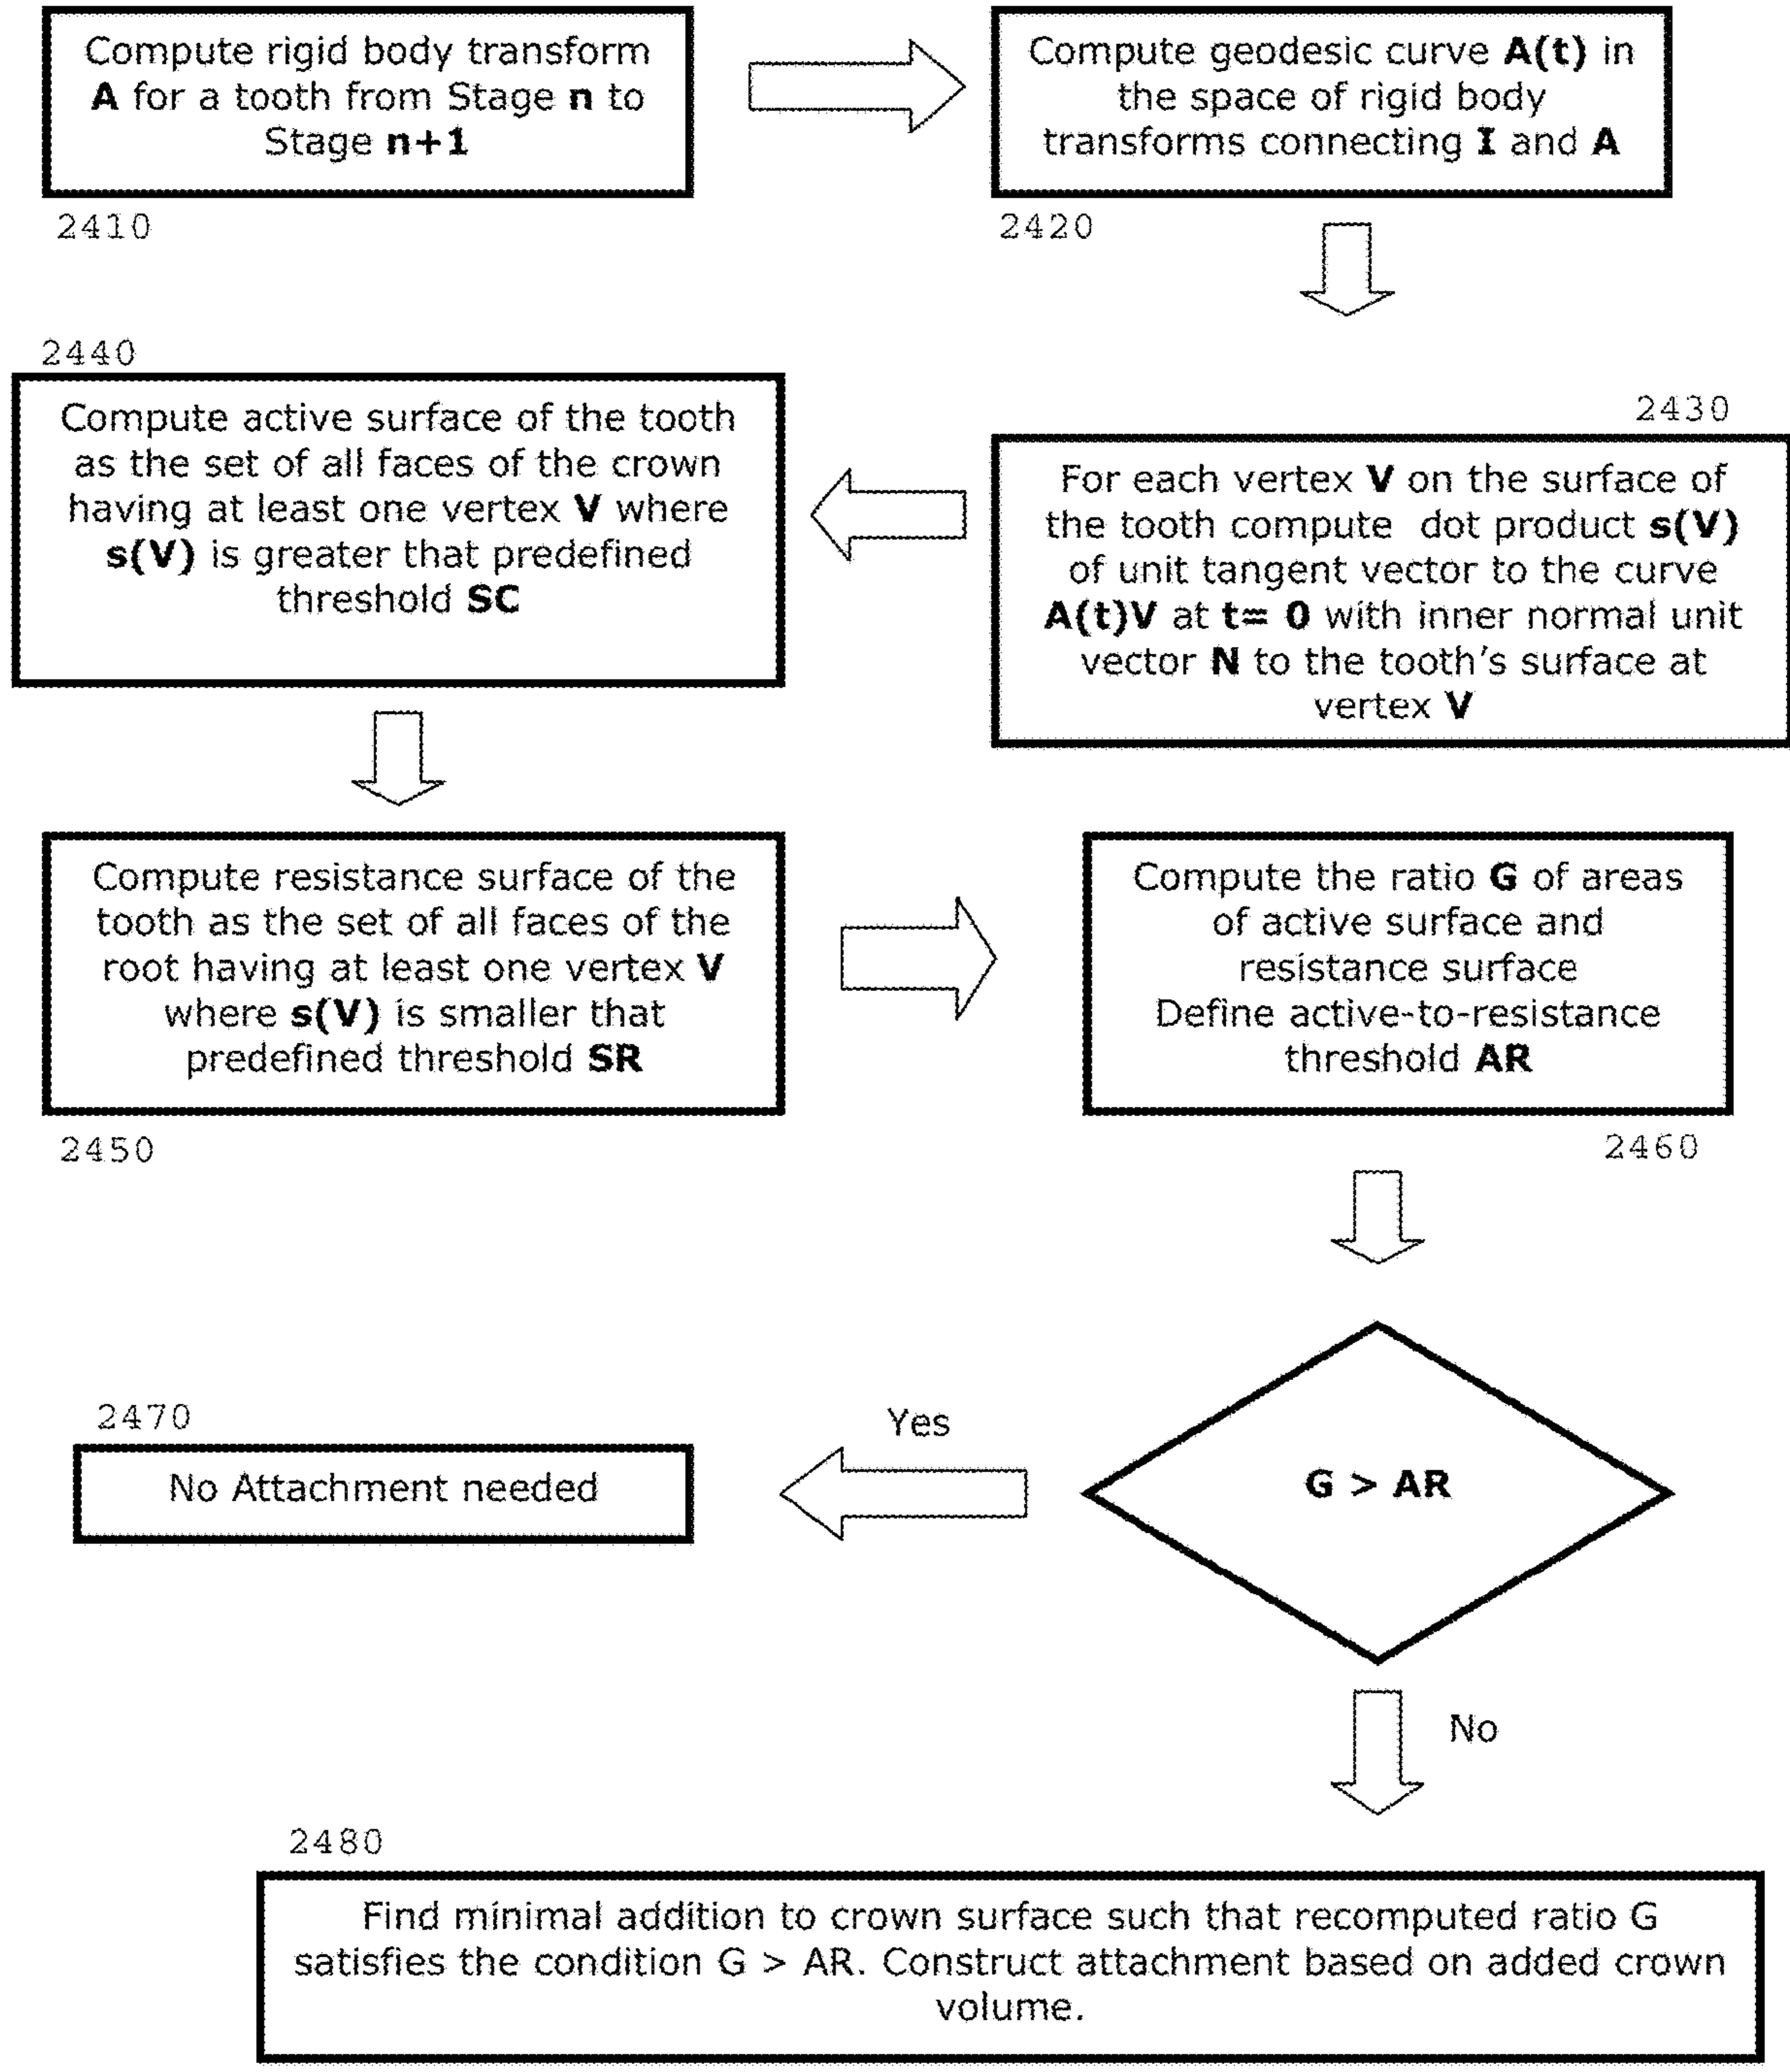 Compute rigid body transform
A for a tooth from Stage n to
Stage n+1
2410
Compute geodesic curve A(t) in
the space of rigid body
transforms connecting I and A
2420
2430
For each vertex V on the surface of
the tooth compute dot product s(V)
of unit tangent vector to the curve
A(t)V at t= 0 with inner normal unit
vector N to the tooth's surface at
vertex V
2440
Compute active surface of the tooth
as the set of all faces of the crown
having at least one vertex V where
s(V) is greater that predefined
threshold SC
Compute resistance surface of the
tooth as the set of all faces of the
root having at least one vertex V
where s(V) is smaller that
predefined threshold SR
2450
Compute the ratio G of areas
of active surface and
resistance surface
Define active-to-resistance
threshold AR
2460
G > AR
Yes
2470
No Attachment needed
No
2480
Find minimal addition to crown surface such that recomputed ratio G
satisfies the condition G > AR. Construct attachment based on added crown
volume.